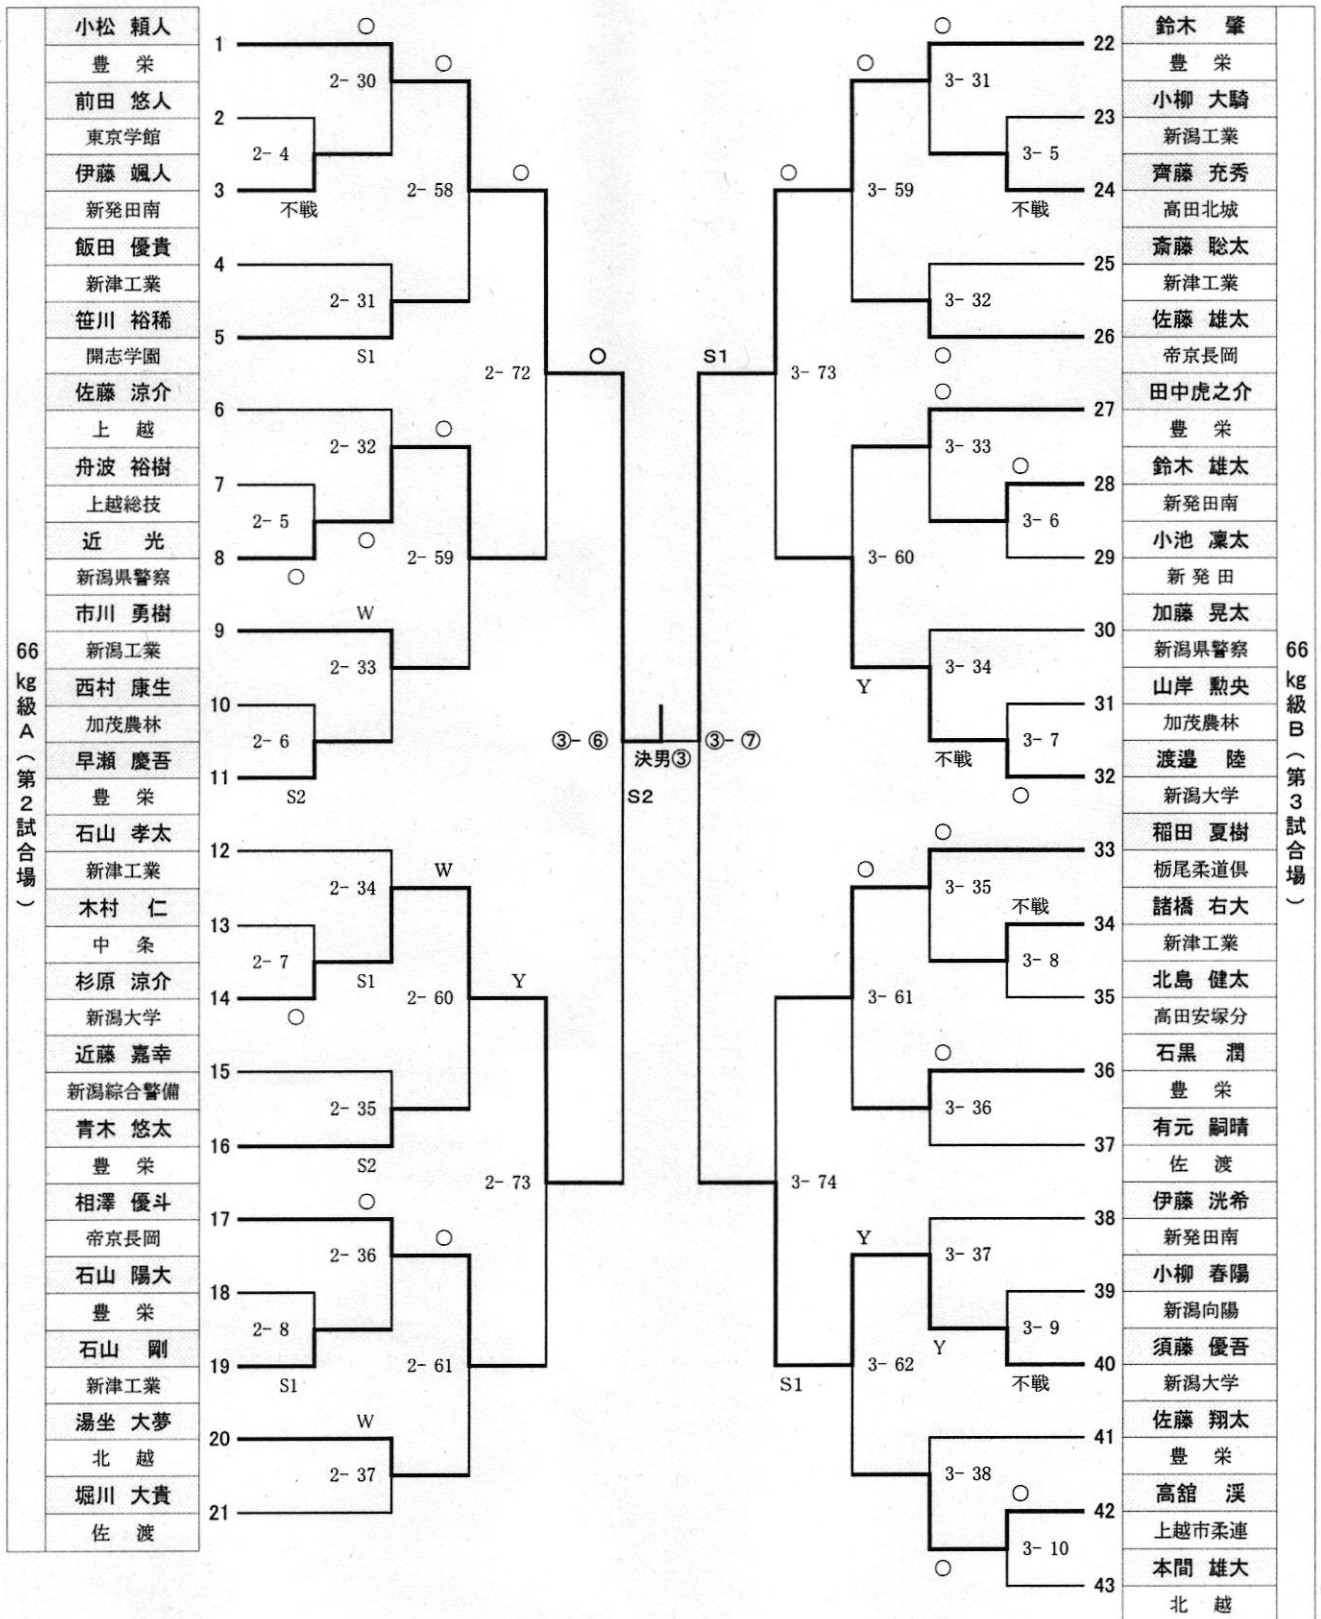 66kg級A（第2試合場）
小松 頼人
1
豊 栄
前田 悠人
2
東京学館
伊藤 颯人
3
新発田南
飯田 優貴
4
新津工業
笹川 裕稀
5
開志学園
佐藤 涼介
6
上 越
舟波 裕樹
7
上越総技
近 光
8
新潟県警察
市川 勇樹
9
新潟工業
西村 康生
10
加茂農林
早瀬 慶吾
11
豊 栄
石山 孝太
12
新津工業
木村 仁
13
中 条
杉原 涼介
14
新潟大学
近藤 嘉幸
15
新潟綜合警備
青木 悠太
16
豊 栄
相澤 優斗
17
帝京長岡
石山 陽大
18
豊 栄
石山 剛
19
新津工業
湯坐 大夢
20
北 越
堀川 大貴
21
佐 渡
○
2- 30
○
2- 4
不戦
2- 58
○
2- 31
S1
2- 72
○
2- 32
○
2- 5
○
○
2- 59
W
2- 33
2- 6
S2
2- 34
W
2- 7
S1
○
2- 60
Y
2- 35
S2
2- 73
○
2- 36
○
2- 8
S1
2- 61
W
2- 37
③- ⑥
S2
決男③
③- ⑦
S1
○
3- 31
○
3- 5
不戦
3- 59
○
3- 32
○
3- 73
○
3- 33
○
3- 6
3- 60
3- 34
Y
3- 7
不戦
○
○
3- 35
○
不戦
3- 8
3- 61
○
3- 36
3- 74
Y
3- 37
3- 9
Y
不戦
3- 62
S1
3- 38
○
3- 10
○
22
鈴木 肇
豊 栄
23
小柳 大騎
新潟工業
24
齊藤 充秀
高田北城
25
斎藤 聡太
新津工業
26
佐藤 雄太
帝京長岡
27
田中虎之介
豊 栄
28
鈴木 雄太
新発田南
29
小池 凜太
新 発 田
30
加藤 晃太
新潟県警察
31
山岸 勲央
加茂農林
32
渡邉 陸
新潟大学
33
稲田 夏樹
栃尾柔道倶
34
諸橋 右大
新津工業
35
北島 健太
高田安塚分
36
石黒 潤
豊 栄
37
有元 嗣晴
佐 渡
38
伊藤 洸希
新発田南
39
小柳 春陽
新潟向陽
40
須藤 優吾
新潟大学
41
佐藤 翔太
豊 栄
42
高舘 渓
上越市柔連
43
本間 雄大
北 越
66kg級B（第3試合場）